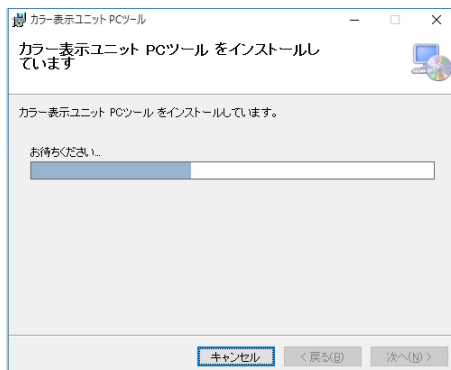 カラー表示ユニット PCツール
カラー表示ユニット PCツール をインストールし
ています
カラー表示ユニット PCツール をインストールしています。
お待ちください...
キャンセル
< 戻る(B)
次へ(N) >